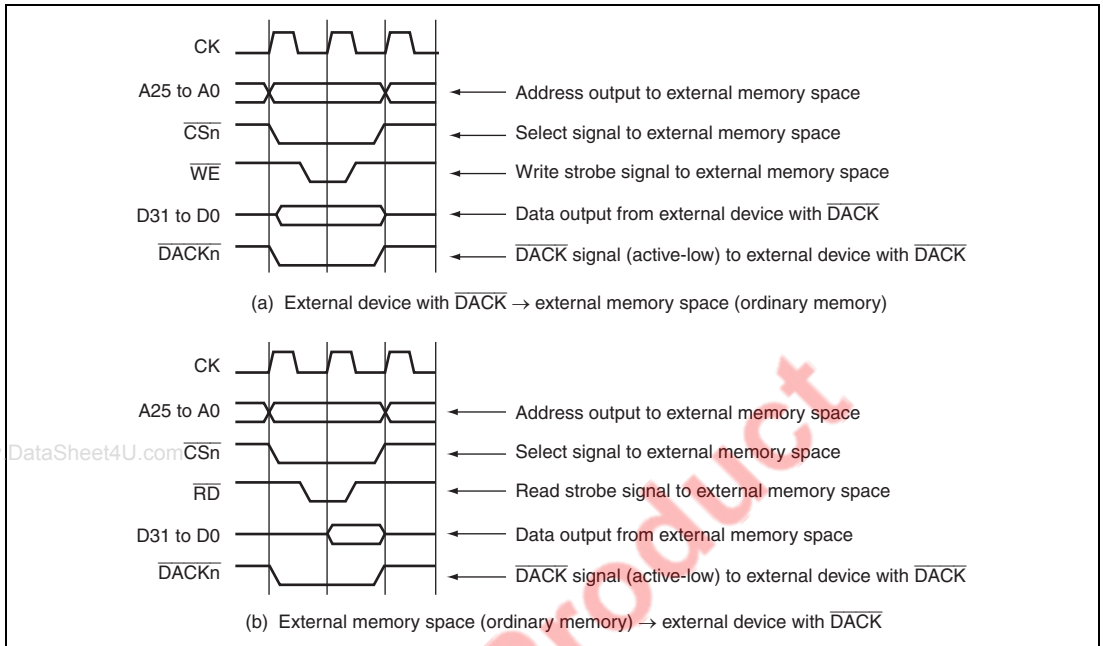 CK
A25 to A0 Address output to external memory space
CSn Select signal to external memory space
WE Write strobe signal to external memory space
D31 to D0 Data output from external device with DACK
DACKn DACK signal (active-low) to external device with DACK
(a) External device with DACK → external memory space (ordinary memory)
CK
A25 to A0 Address output to external memory space
.DataSheet4U.com CSn Select signal to external memory space
RD Read strobe signal to external memory space
D31 to D0 Data output from external memory space
DACKn DACK signal (active-low) to external device with DACK
(b) External memory space (ordinary memory) → external device with DACK
Product